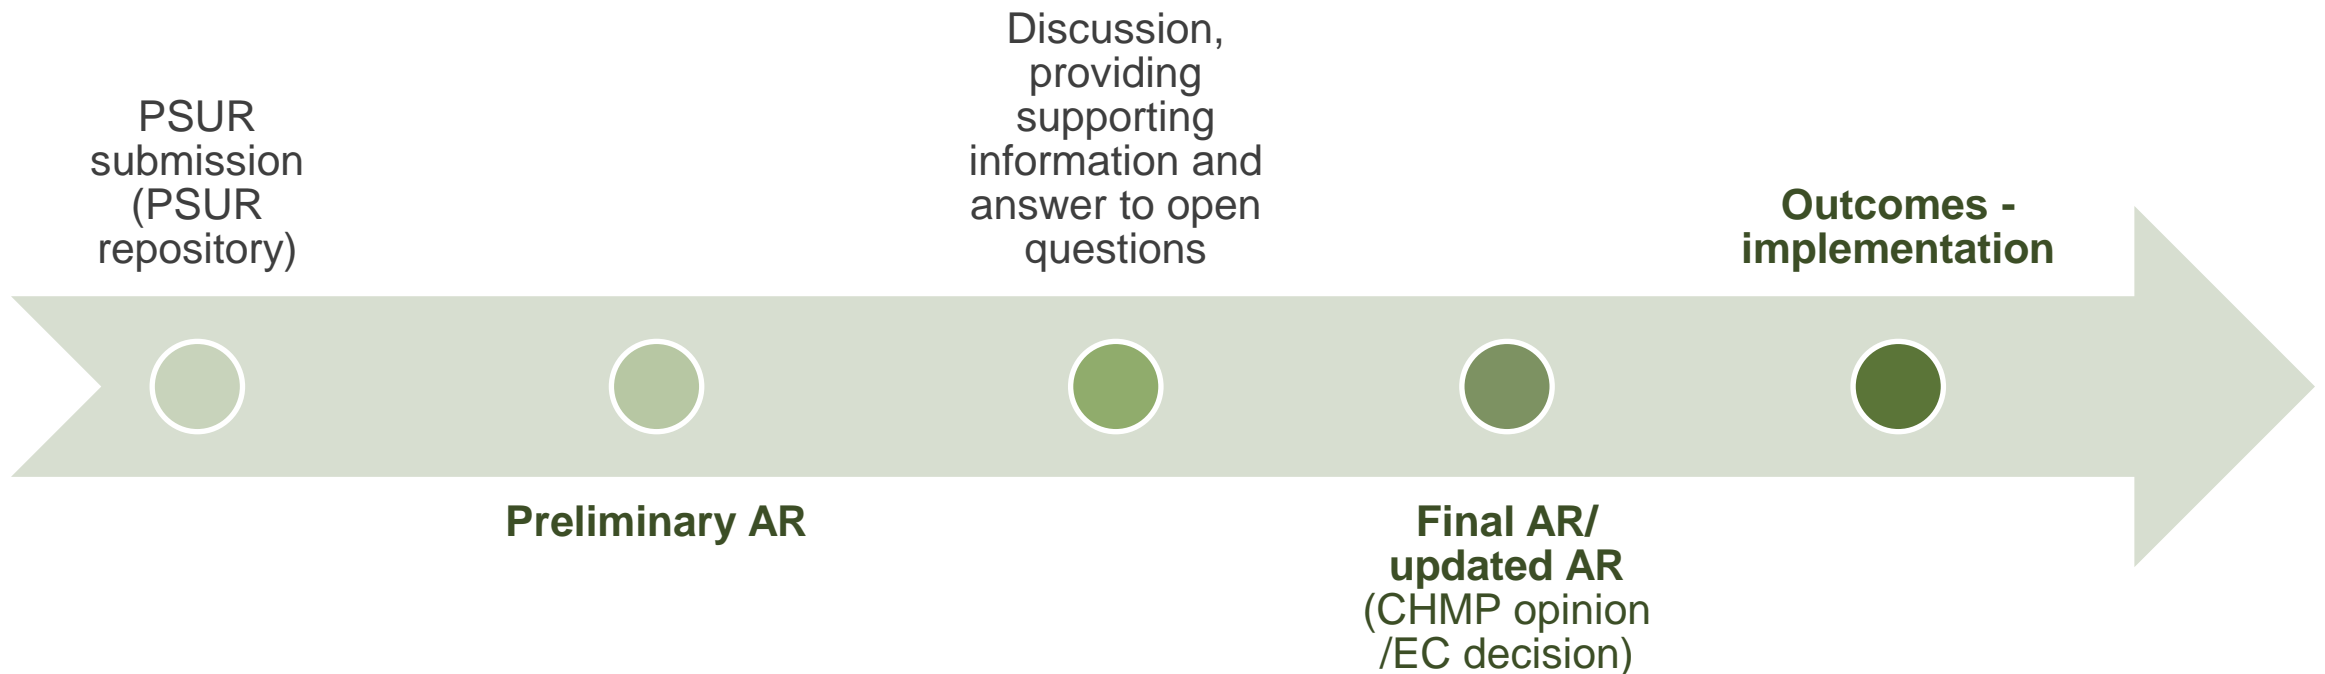 PSUR
submission
(PSUR
repository)
Preliminary AR
Discussion,
providing
supporting
information and
answer to open
questions
Final AR/
updated AR
(CHMP opinion
/EC decision)
Outcomes -
implementation